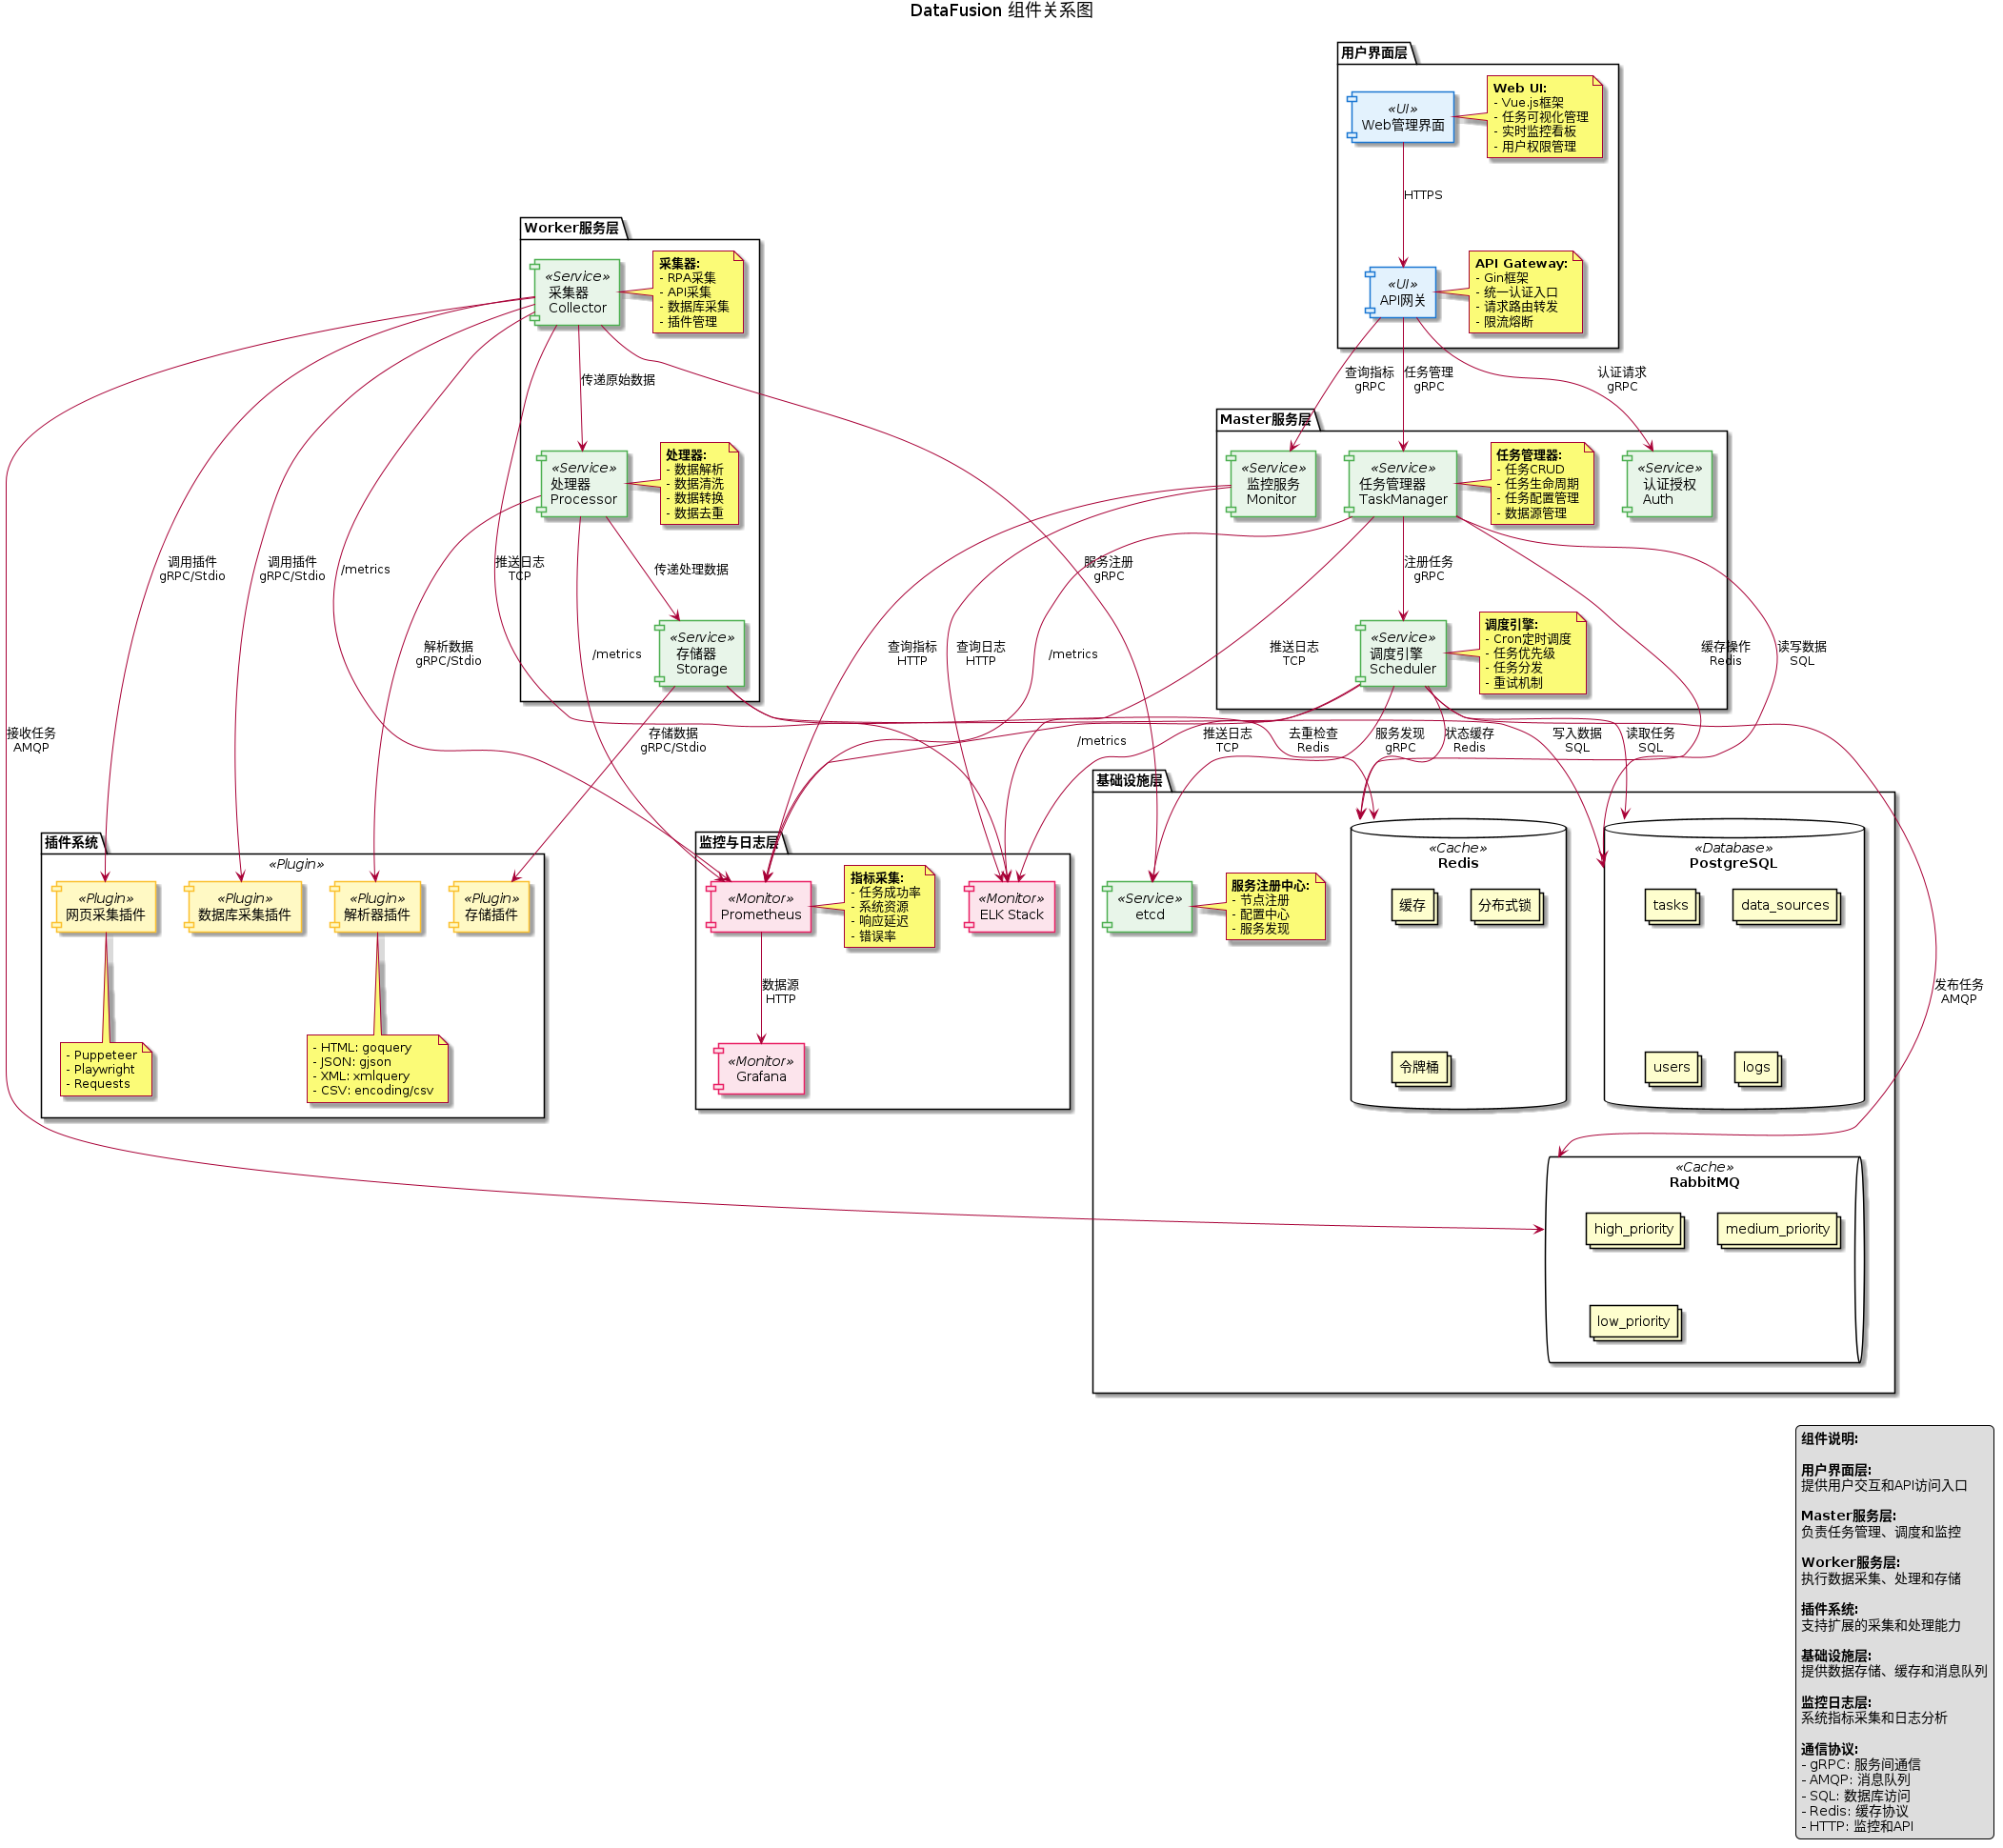 DataFusion 组件关系图
用户界面层
«UI»
Web管理界面
Web UI:
- Vue.js框架
- 任务可视化管理
- 实时监控看板
- 用户权限管理
HTTPS
«UI»
API网关
API Gateway:
- Gin框架
- 统一认证入口
- 请求路由转发
- 限流熔断
Worker服务层
«Service»
采集器
Collector
采集器:
- RPA采集
- API采集
- 数据库采集
- 插件管理
传递原始数据
查询指标
gRPC
任务管理
gRPC
认证请求
gRPC
«Service»
处理器
Processor
处理器:
- 数据解析
- 数据清洗
- 数据转换
- 数据去重
Master服务层
«Service»
监控服务
Monitor
«Service»
任务管理器
TaskManager
任务管理器:
- 任务CRUD
- 任务生命周期
- 任务配置管理
- 数据源管理
«Service»
认证授权
Auth
调用插件
gRPC/Stdio
调用插件
gRPC/Stdio
/metrics
推送日志
TCP
传递处理数据
服务注册
gRPC
注册任务
gRPC
解析数据
gRPC/Stdio
/metrics
«Service»
存储器
Storage
查询指标
HTTP
查询日志
HTTP
/metrics
推送日志
TCP
«Service»
调度引擎
Scheduler
调度引擎:
- Cron定时调度
- 任务优先级
- 任务分发
- 重试机制
缓存操作
Redis
读写数据
SQL
接收任务
AMQP
存储数据
gRPC/Stdio
/metrics
推送日志
TCP
去重检查
Redis
服务发现
gRPC
状态缓存
Redis
写入数据
SQL
读取任务
SQL
插件系统
«Plugin»
«Plugin»
网页采集插件
«Plugin»
数据库采集插件
«Plugin»
解析器插件
«Plugin»
存储插件
- Puppeteer
- Playwright
- Requests
- HTML: goquery
- JSON: gjson
- XML: xmlquery
- CSV: encoding/csv
监控与日志层
«Monitor»
Prometheus
指标采集:
- 任务成功率
- 系统资源
- 响应延迟
- 错误率
«Monitor»
ELK Stack
数据源
HTTP
«Monitor»
Grafana
基础设施层
«Service»
etcd
服务注册中心:
- 节点注册
- 配置中心
- 服务发现
«Cache»
Redis
缓存
分布式锁
令牌桶
«Database»
PostgreSQL
tasks
data_sources
users
logs
发布任务
AMQP
«Cache»
RabbitMQ
high_priority
medium_priority
low_priority
组件说明:
用户界面层:
提供用户交互和API访问入口
Master服务层:
负责任务管理、调度和监控
Worker服务层:
执行数据采集、处理和存储
插件系统:
支持扩展的采集和处理能力
基础设施层:
提供数据存储、缓存和消息队列
监控日志层:
系统指标采集和日志分析
通信协议:
- gRPC: 服务间通信
- AMQP: 消息队列
- SQL: 数据库访问
- Redis: 缓存协议
- HTTP: 监控和API